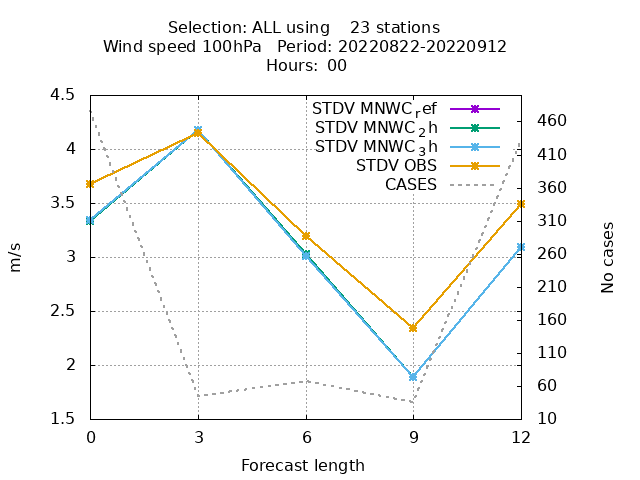 Selection: ALL using    23 stations
Wind speed 100hPa   Period: 20220822-20220912
Hours:  00
STDV MNWC_ref
STDV MNWC_2h
STDV MNWC_3h
STDV OBS
CASES
4.5
4
3.5
3
2.5
2
1.5
m/s
460
410
360
310
260
210
160
110
60
10
No cases
0 3 6 9 12
Forecast length